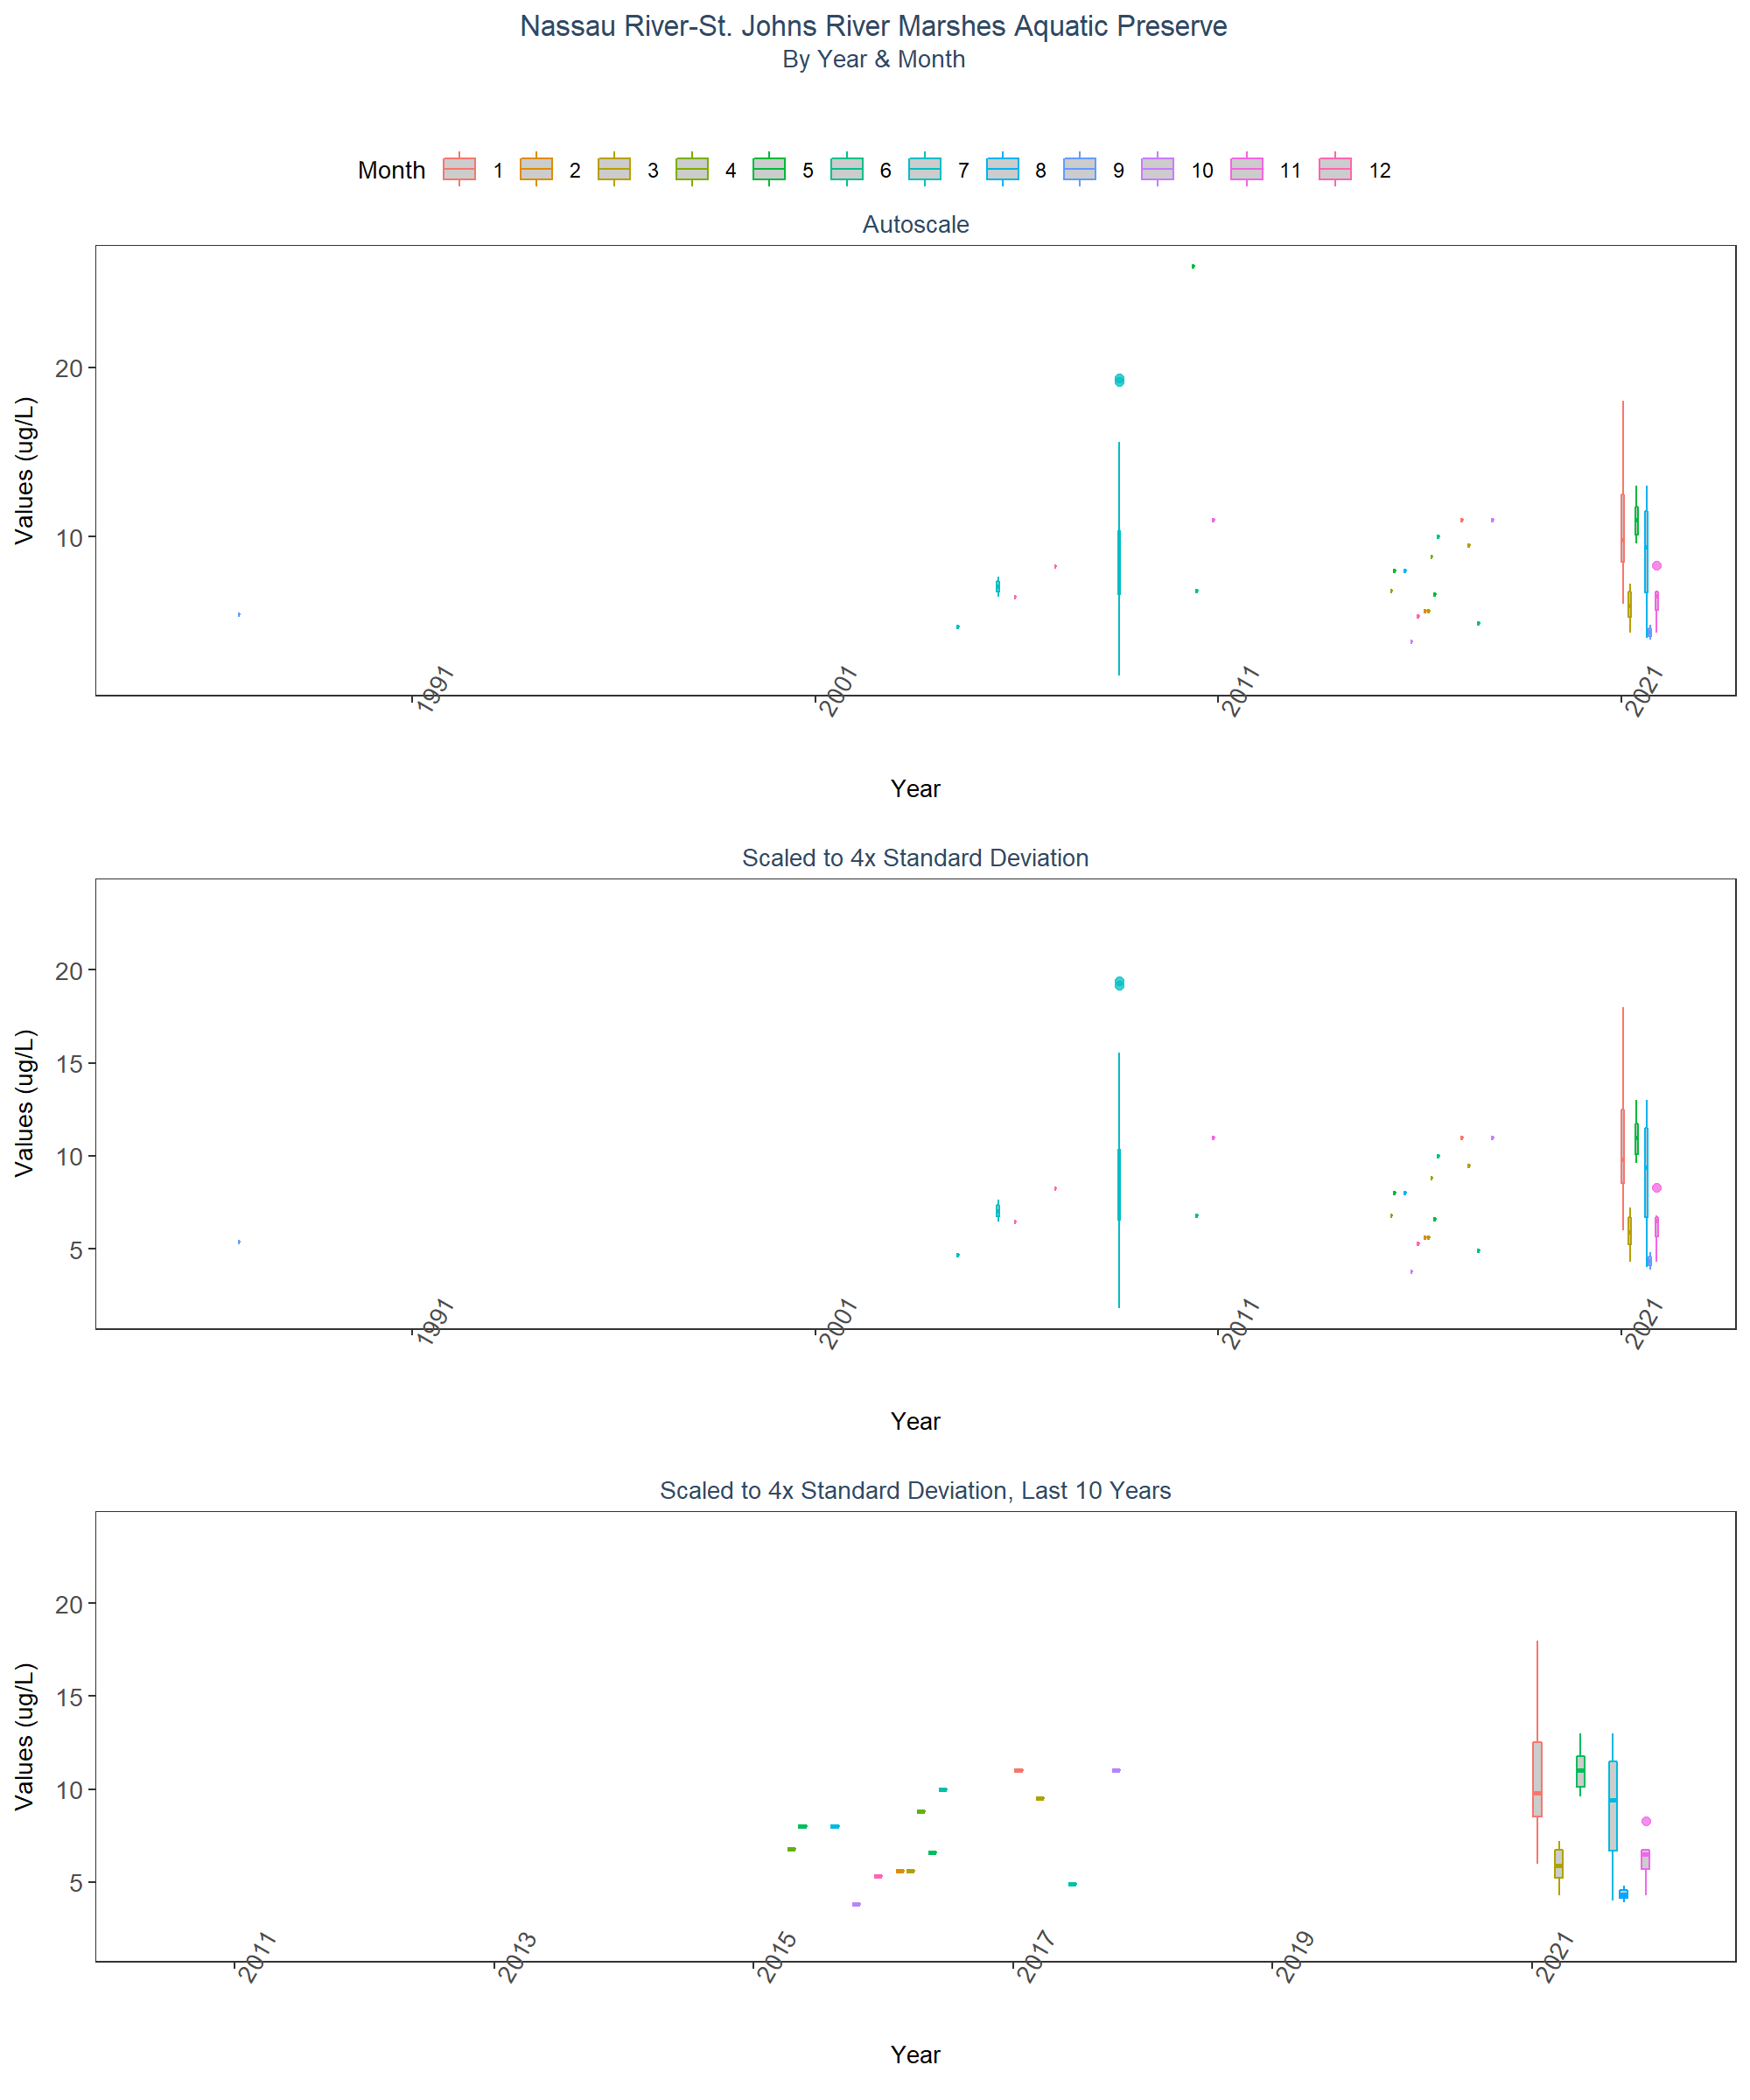 Nassau River-St. Johns River Marshes Aquatic Preserve
By Year & Month
Month 1 2 3 4 5 6 7 8 9 10 11 12
Autoscale
Values (ug/L)
20
10
1991 2001 2011 2021
Year
Scaled to 4x Standard Deviation
Values (ug/L)
20
15
10
5
1991 2001 2011 2021
Year
Scaled to 4x Standard Deviation, Last 10 Years
Values (ug/L)
20
15
10
5
2011 2013 2015 2017 2019 2021
Year